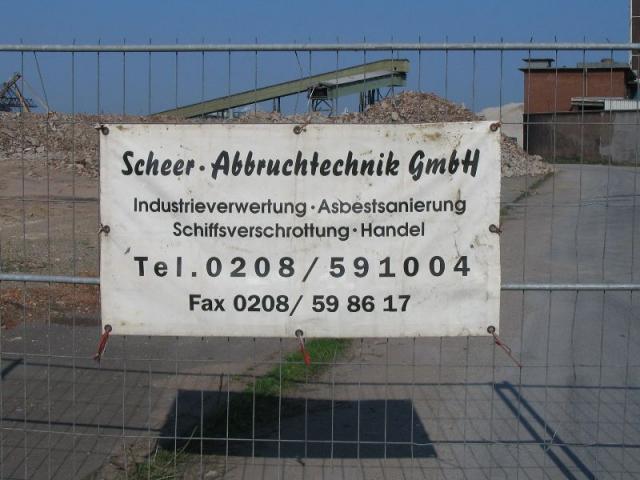 Scheer · Abbruchtechnik GmbH
Industrieverwertung · Asbestsanierung
Schiffsverschrottung · Handel
Tel. 0208 / 591004
Fax 0208/ 59 86 17